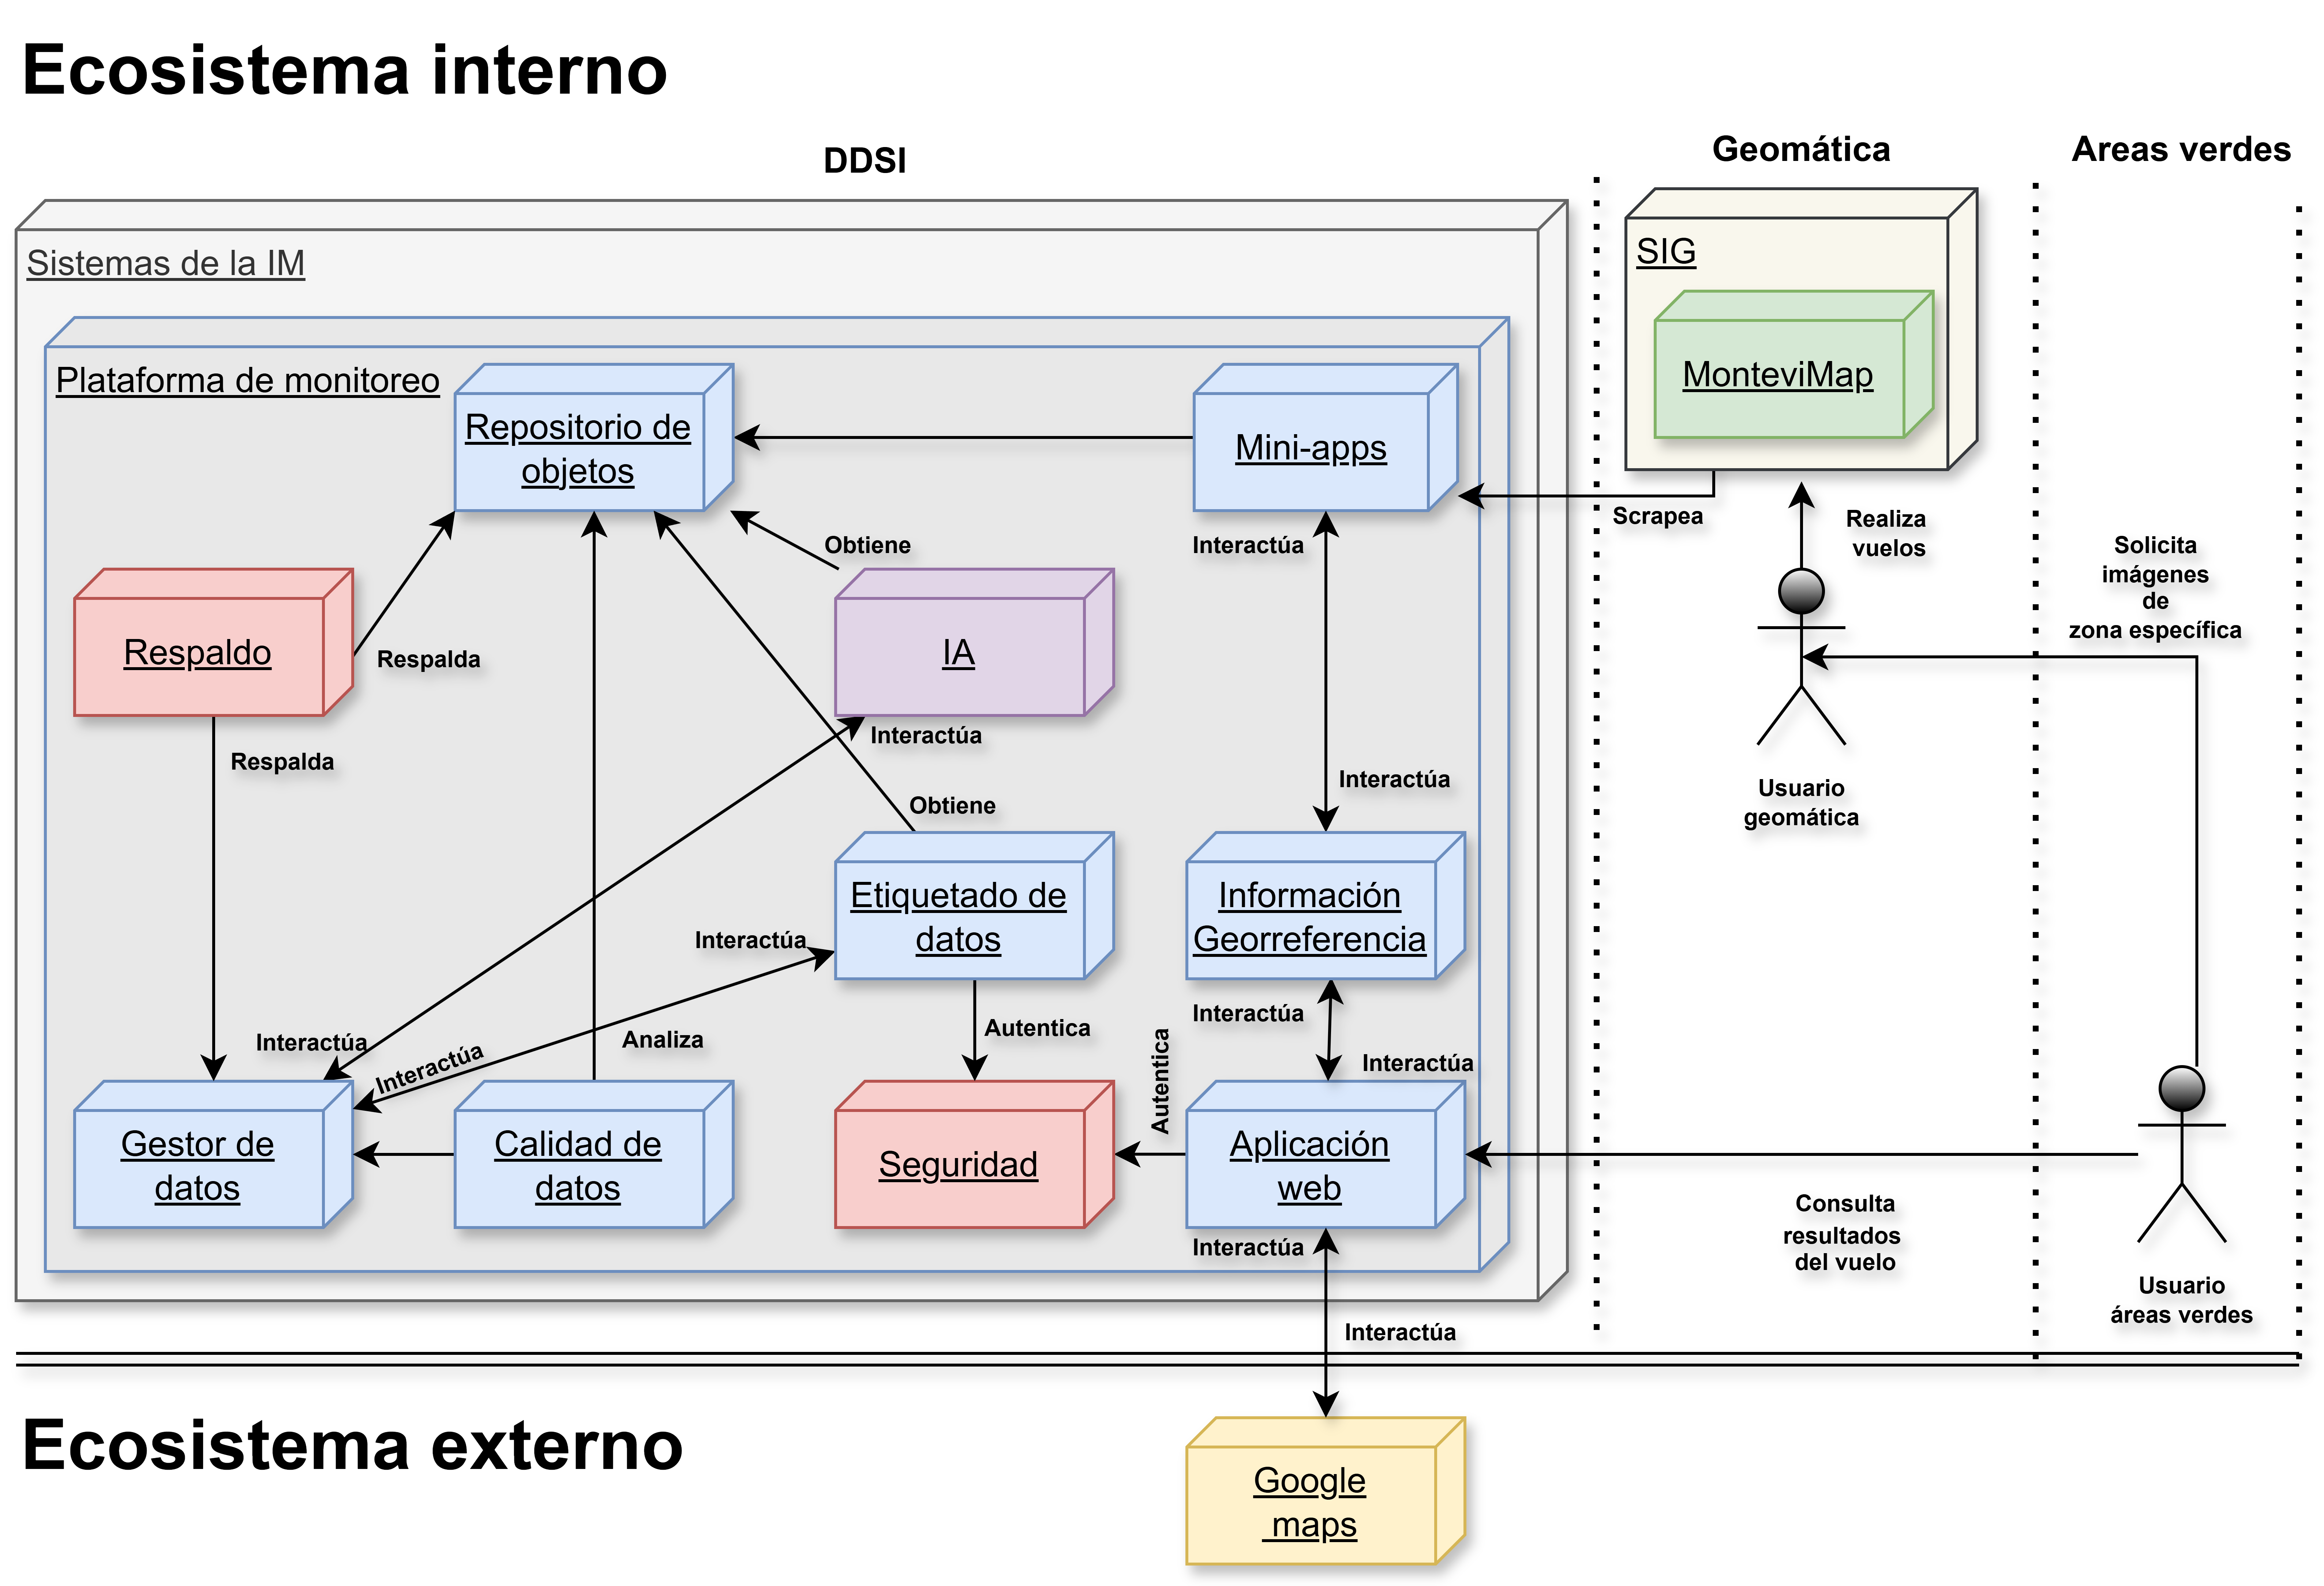 Ecosistema interno
DDSI
Geomática
Areas verdes
Sistemas de la IM
SIG
MonteviMap
Plataforma de monitoreo
Repositorio de
objetos
Mini-apps
Scrapea
Realiza
vuelos
Obtiene
Interactúa
Solicita
imágenes
de
zona específica
Respaldo
Respalda
IA
Interactúa
Respalda
Interactúa
Obtiene
Usuario
geomática
Etiquetado de
datos
Información
Georreferencia
Interactúa
Interactúa
Autentica
Interactúa
Analiza
Interactúa
Interactúa
Autentica
Gestor de
datos
Calidad de
datos
Seguridad
Aplicación
web
Consulta
resultados
del vuelo
Interactúa
Usuario
áreas verdes
Interactúa
Ecosistema externo
Google
maps